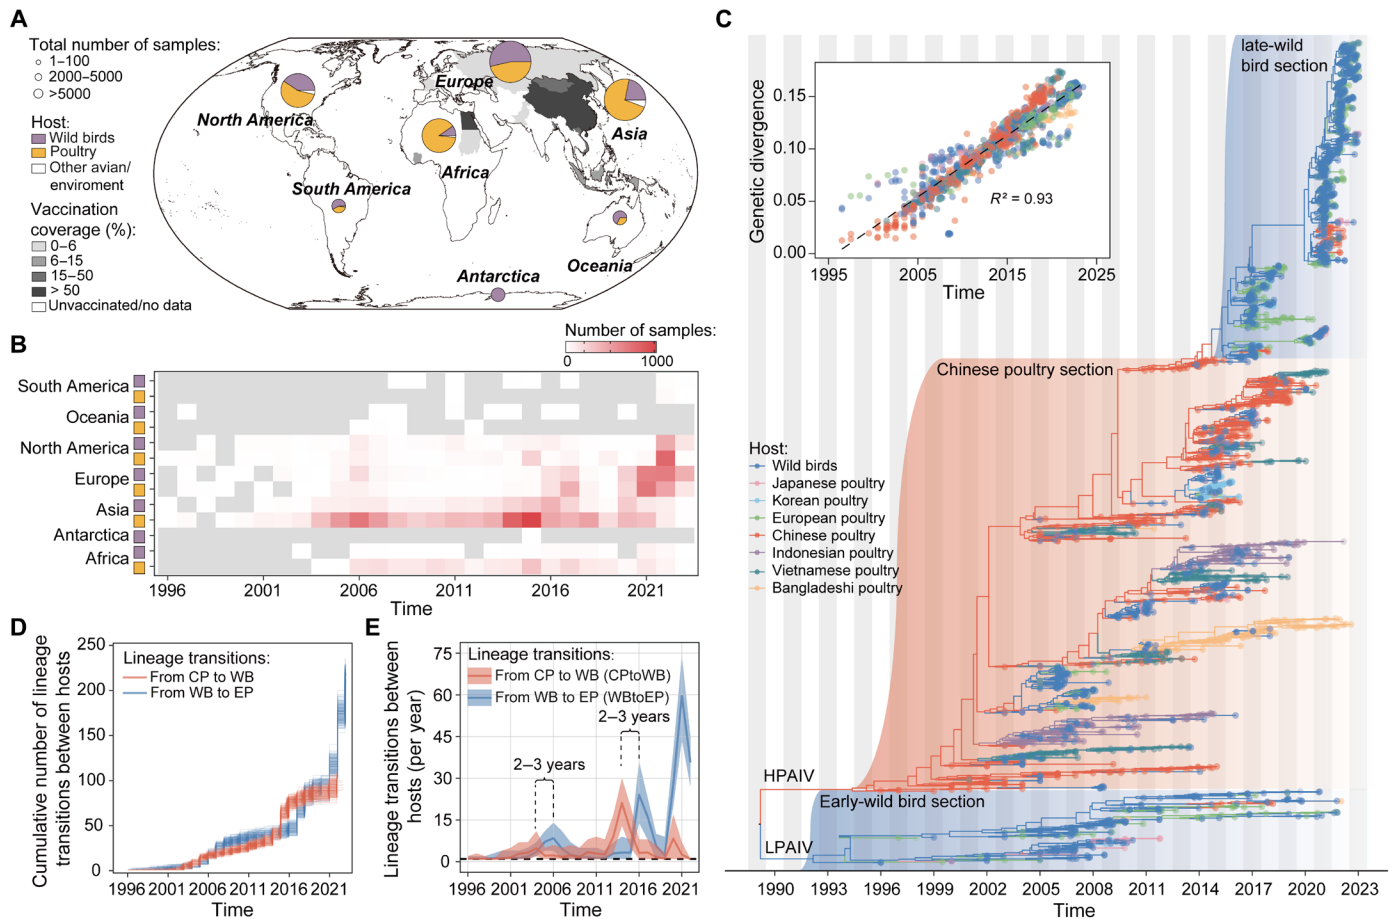 A
Total number of samples:
1–100
2000–5000
>5000
Host:
Wild birds
Poultry
Other avian/
enviroment
Vaccination
coverage (%):
0–6
6–15
15–50
> 50
Unvaccinated/no data
North America
Europe
Asia
Africa
South America
Oceania
Antarctica
B
Number of samples:
0
1000
South America
Oceania
North America
Europe
Asia
Antarctica
Africa
1996
2001
2006
2011
2016
2021
Time
C
late-wild
bird section
Genetic divergence
0.15
0.10
0.05
0.00
R² = 0.93
1995
2005
2015
2025
Time
Chinese poultry section
Host:
Wild birds
Japanese poultry
Korean poultry
European poultry
Chinese poultry
Indonesian poultry
Vietnamese poultry
Bangladeshi poultry
HPAIV
Early-wild bird section
LPAIV
1990
1993
1996
1999
2002
2005
2008
2011
2014
2017
2020
2023
Time
D
Cumulative number of lineage
transitions between hosts
250
200
150
100
50
0
Lineage transitions:
From CP to WB
From WB to EP
1996
2001
2006
2011
2016
2021
Time
E
Lineage transitions between
hosts (per year)
75
60
45
30
15
0
Lineage transitions:
From CP to WB (CPtoWB)
From WB to EP (WBtoEP)
2–3 years
2–3 years
1996
2001
2006
2011
2016
2021
Time